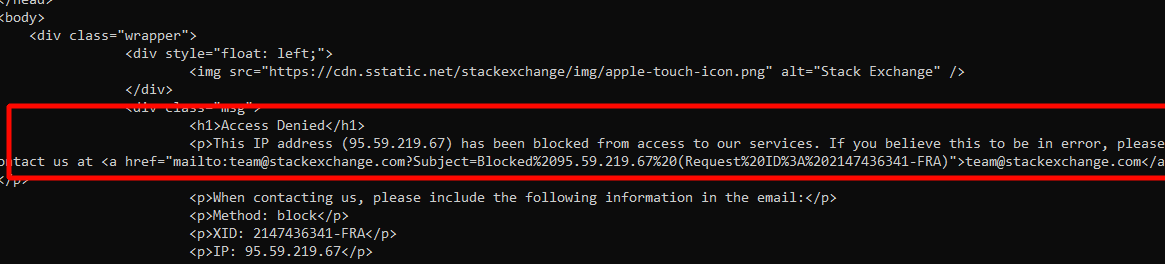 </head>
<body>
<div class="wrapper">
<div style="float: left;">
<img src="https://cdn.sstatic.net/stackexchange/img/apple-touch-icon.png" alt="Stack Exchange" />
</div>
<div class="msg">
<h1>Access Denied</h1>
<p>This IP address (95.59.219.67) has been blocked from access to our services. If you believe this to be in error, please
ontact us at <a href="mailto:team@stackexchange.com?Subject=Blocked%2095.59.219.67%20(Request%20ID%3A%202147436341-FRA)">team@stackexchange.com</a
</p>
<p>When contacting us, please include the following information in the email:</p>
<p>Method: block</p>
<p>XID: 2147436341-FRA</p>
<p>IP: 95.59.219.67</p>